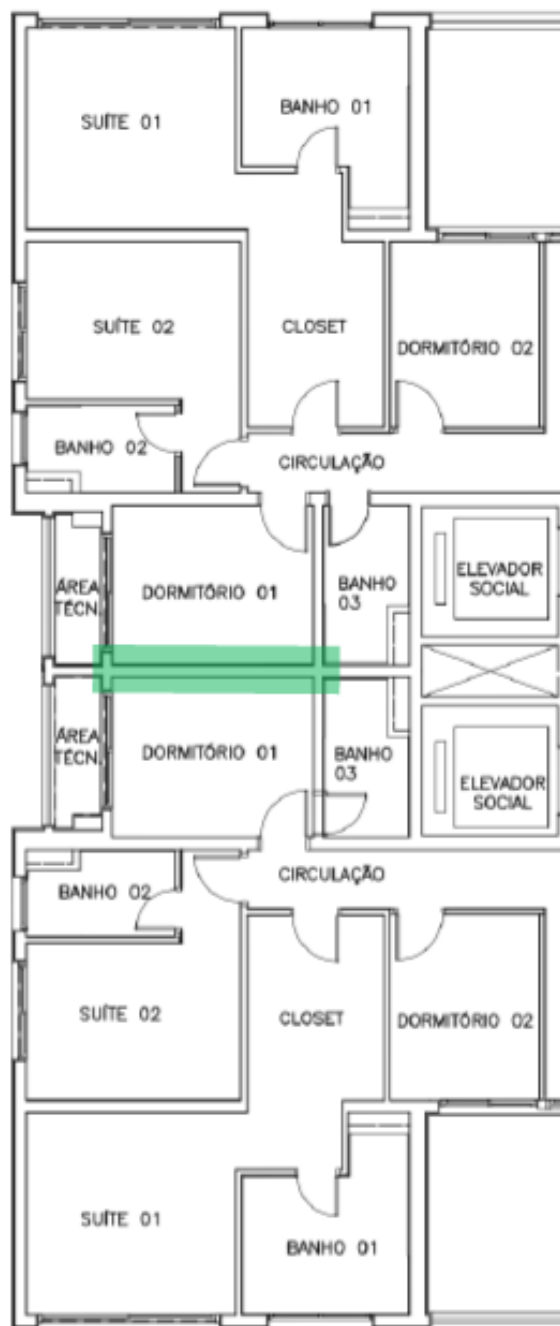 BANHO 01
SUÍTE 01
SUÍTE 02
CLOSET
DORMITÓRIO 02
BANHO 02
CIRCULAÇÃO
ÁREA
TÉCN.
DORMITÓRIO 01
BANHO
03
ELEVADOR
SOCIAL
ÁREA
TÉCN.
DORMITÓRIO 01
BANHO
03
ELEVADOR
SOCIAL
CIRCULAÇÃO
BANHO 02
SUÍTE 02
CLOSET
DORMITÓRIO 02
SUÍTE 01
BANHO 01